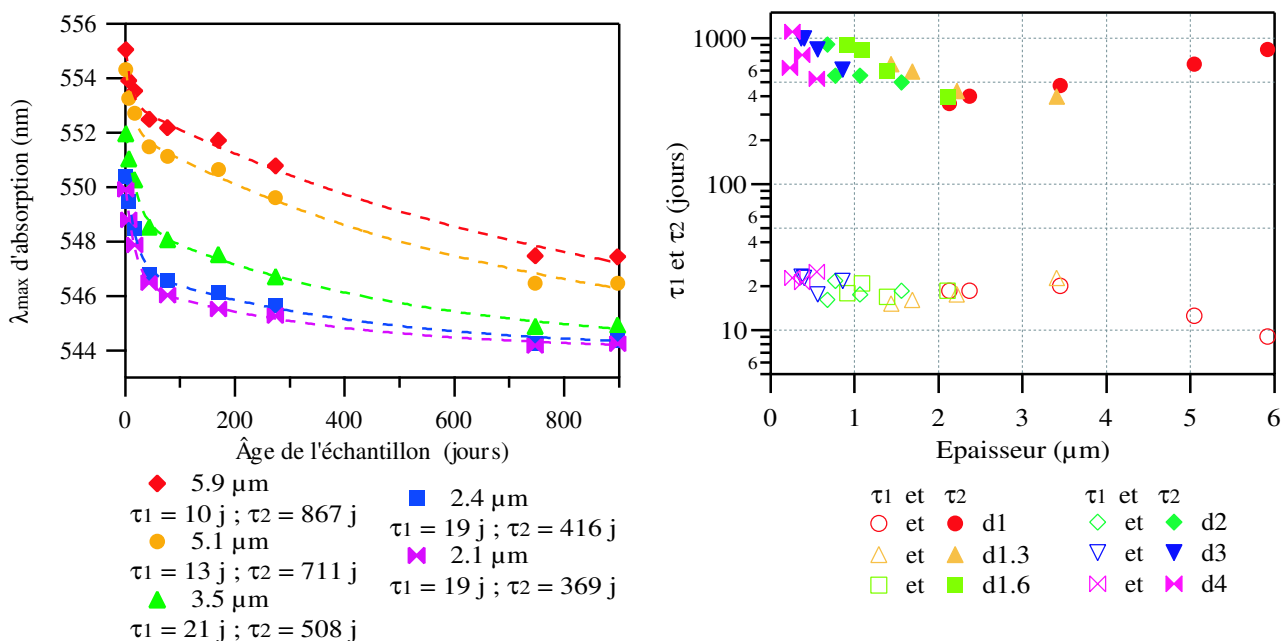 556
554
552
550
548
546
544
λmax d'absorption (nm)
0
200
400
600
800
Âge de l'échantillon (jours)
5.9 µm
τ1 = 10 j ; τ2 = 867 j
5.1 µm
τ1 = 13 j ; τ2 = 711 j
3.5 µm
τ1 = 21 j ; τ2 = 508 j
2.4 µm
τ1 = 19 j ; τ2 = 416 j
2.1 µm
τ1 = 19 j ; τ2 = 369 j
τ1 et τ2 (jours)
1000
6
4
2
100
6
4
2
10
6
0
1
2
3
4
5
6
Epaisseur (µm)
τ1 et τ2
et d1
et d1.3
et d1.6
τ1 et τ2
et d2
et d3
et d4